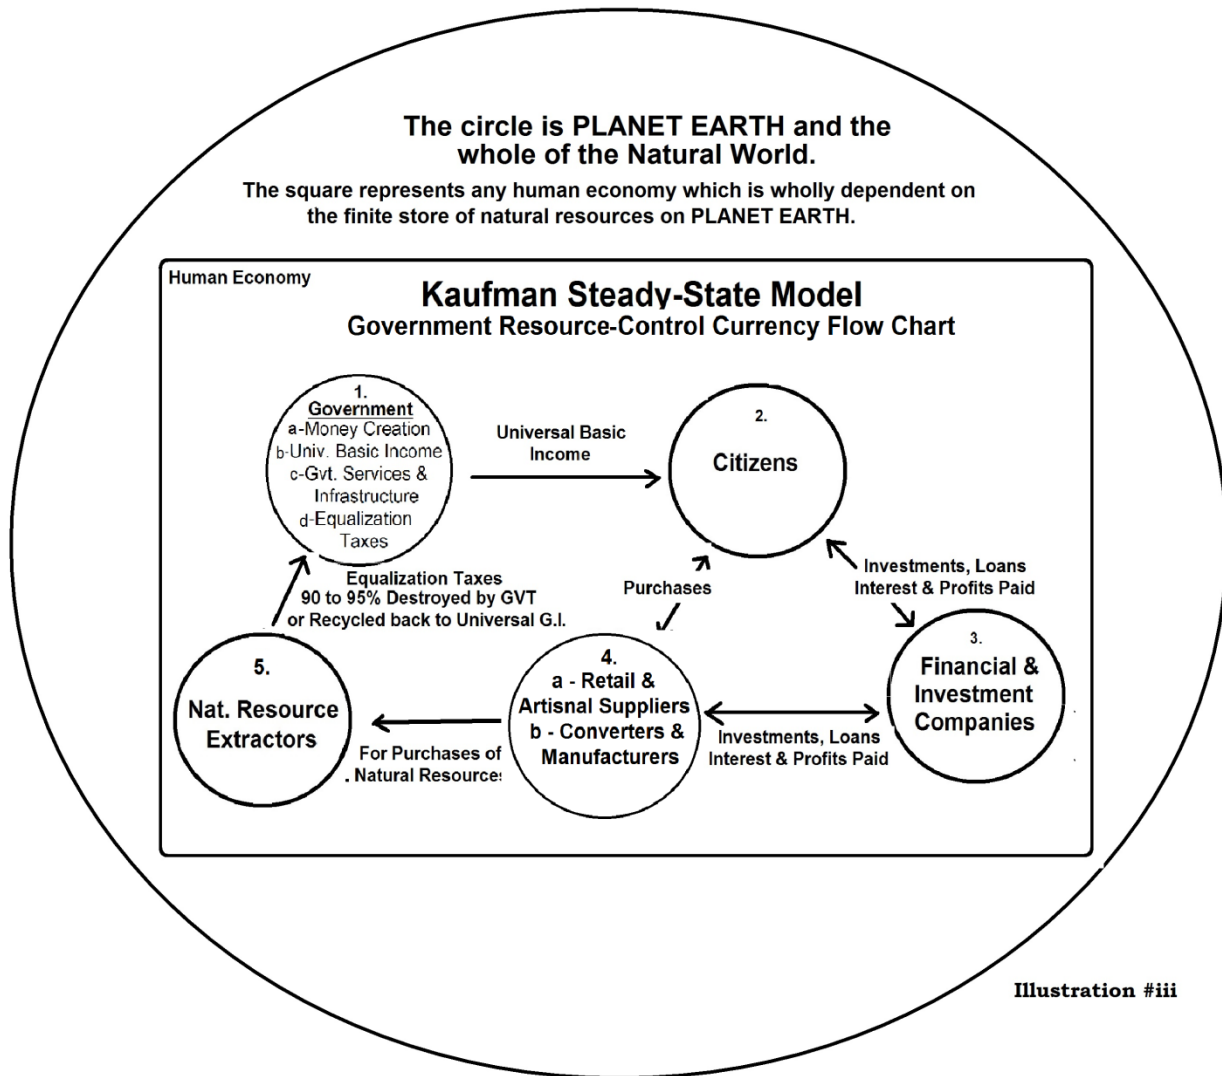 The circle is PLANET EARTH and the
whole of the Natural World.
The square represents any human economy which is wholly dependent on
the finite store of natural resources on PLANET EARTH.
Human Economy
Kaufman Steady-State Model
Government Resource-Control Currency Flow Chart
1.
Government
a-Money Creation
b-Univ. Basic Income
c-Gvt. Services &
Infrastructure
d-Equalization
Taxes
Universal Basic
Income
2.
Citizens
Equalization Taxes
90 to 95% Destroyed by GVT
or Recycled back to Universal G.I.
Purchases
Investments, Loans
Interest & Profits Paid
3.
Financial &
Investment
Companies
4.
a - Retail &
Artisnal Suppliers
b - Converters &
Manufacturers
Investments, Loans
Interest & Profits Paid
5.
Nat. Resource
Extractors
For Purchases of
. Natural Resources
Illustration #iii